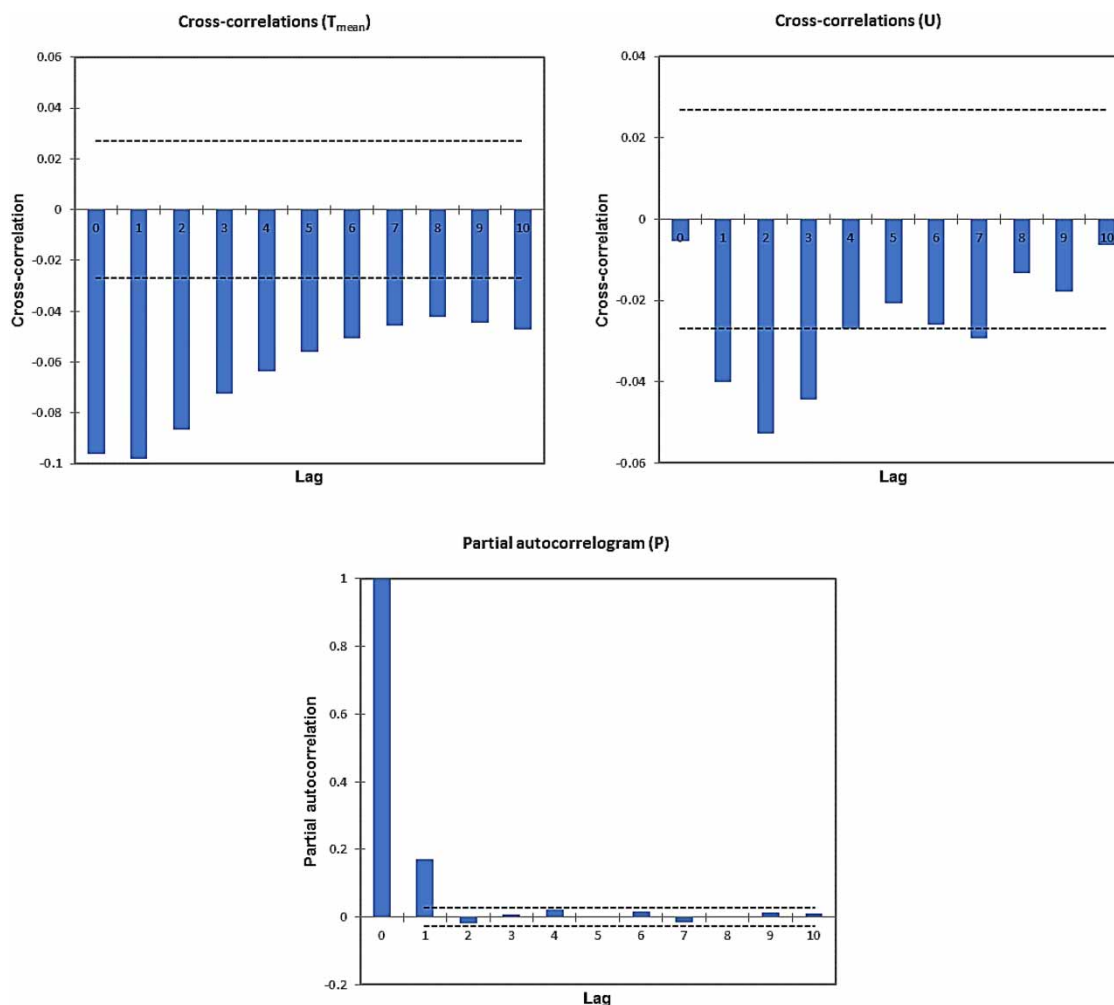 Cross-correlations (Tmean)
0.06
0.04
0.02
0
-0.02
-0.04
-0.06
-0.08
-0.1
Cross-correlation
0 1 2 3 4 5 6 7 8 9 10
Lag
Cross-correlations (U)
0.04
0.02
0
-0.02
-0.04
-0.06
Cross-correlation
0 1 2 3 4 5 6 7 8 9 10
Lag
Partial autocorrelogram (P)
1
0.8
0.6
0.4
0.2
0
-0.2
Partial autocorrelation
0 1 2 3 4 5 6 7 8 9 10
Lag